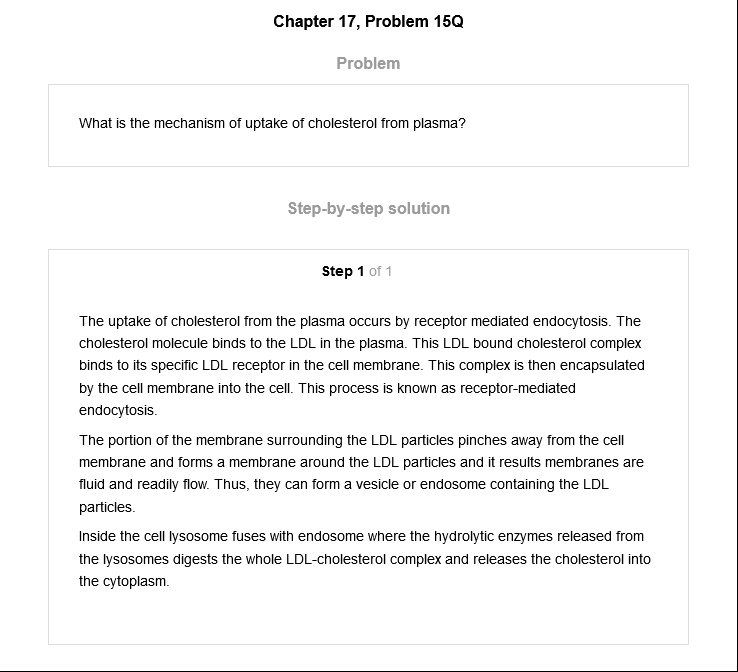 Chapter 17, Problem 15Q
Problem
What is the mechanism of uptake of cholesterol from plasma?
Step-by-step solution
Step 1 of 1
The uptake of cholesterol from the plasma occurs by receptor mediated endocytosis. The
cholesterol molecule binds to the LDL in the plasma. This LDL bound cholesterol complex
binds to its specific LDL receptor in the cell membrane. This complex is then encapsulated
by the cell membrane into the cell. This process is known as receptor-mediated
endocytosis.
The portion of the membrane surrounding the LDL particles pinches away from the cell
membrane and forms a membrane around the LDL particles and it results membranes are
fluid and readily flow. Thus, they can form a vesicle or endosome containing the LDL
particles.
Inside the cell lysosome fuses with endosome where the hydrolytic enzymes released from
the lysosomes digests the whole LDL-cholesterol complex and releases the cholesterol into
the cytoplasm.